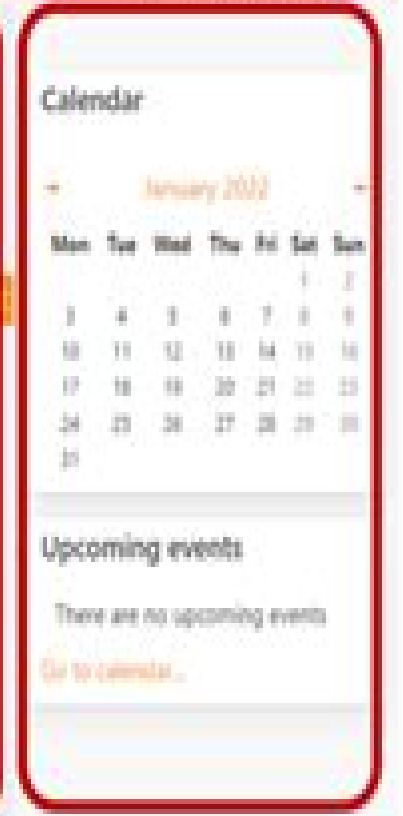 Calendar
January 2022
Mon Tue Wed Thu Fri Sat Sun
1 2
3 4 5 6 7 8 9
10 11 12 13 14 15 16
17 18 19 20 21 22 23
24 25 26 27 28 29 30
31
Upcoming events
There are no upcoming events
Go to calendar...